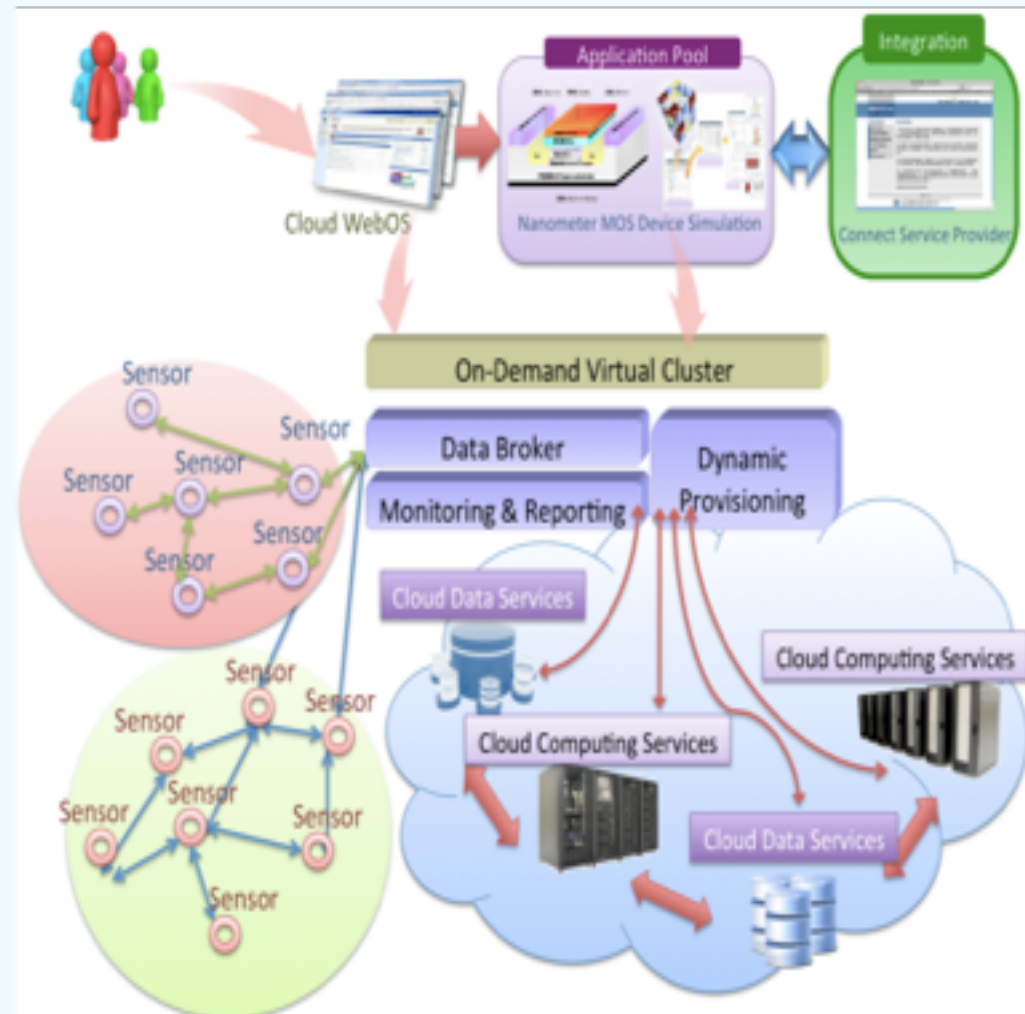 Integration
Application Pool
Cloud WebOS
Nanometer MOS Device Simulation
Connect Service Provider
On-Demand Virtual Cluster
Sensor
Sensor
Sensor
Sensor
Sensor
Sensor
Data Broker
Dynamic
Provisioning
Monitoring & Reporting
Cloud Data Services
Cloud Computing Services
Cloud Computing Services
Cloud Data Services
Sensor
Sensor
Sensor
Sensor
Sensor
Sensor
Sensor